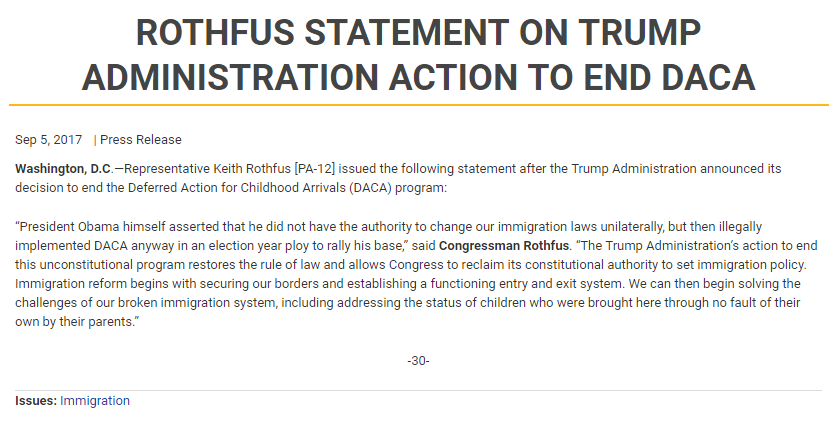 ROTHFUS STATEMENT ON TRUMP
ADMINISTRATION ACTION TO END DACA
Sep 5, 2017 | Press Release
Washington, D.C.—Representative Keith Rothfus [PA-12] issued the following statement after the Trump Administration announced its
decision to end the Deferred Action for Childhood Arrivals (DACA) program:
“President Obama himself asserted that he did not have the authority to change our immigration laws unilaterally, but then illegally
implemented DACA anyway in an election year ploy to rally his base,” said Congressman Rothfus. “The Trump Administration’s action to end
this unconstitutional program restores the rule of law and allows Congress to reclaim its constitutional authority to set immigration policy.
Immigration reform begins with securing our borders and establishing a functioning entry and exit system. We can then begin solving the
challenges of our broken immigration system, including addressing the status of children who were brought here through no fault of their
own by their parents.”
-30-
Issues: Immigration